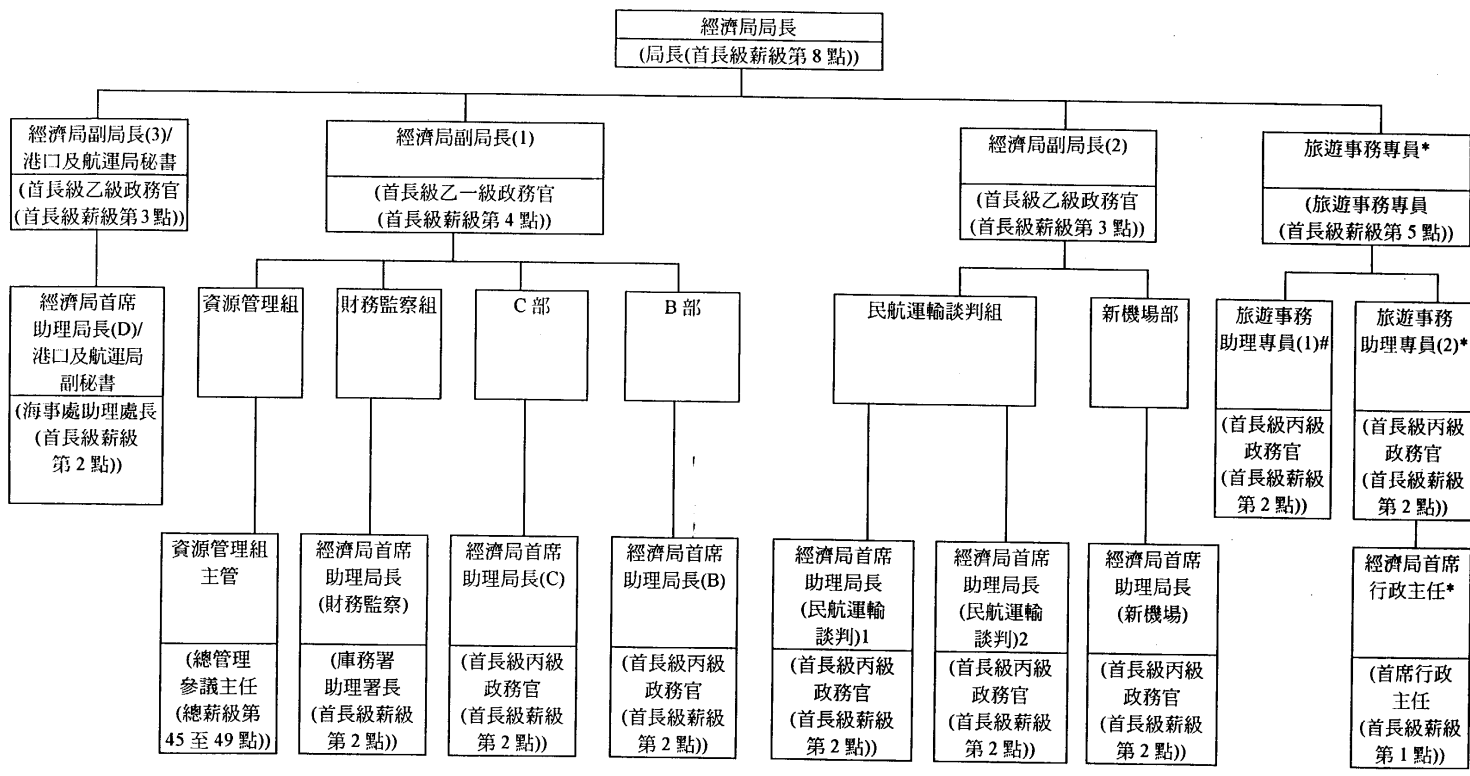 經濟局局長
(局長(首長級薪級第 8 點))
經濟局副局長(3)/
港口及航運局秘書
(首長級乙級政務官
(首長級薪級第 3 點))
經濟局副局長(1)
(首長級乙一級政務官
(首長級薪級第 4 點))
經濟局副局長(2)
(首長級乙級政務官
(首長級薪級第 3 點))
旅遊事務專員*
(旅遊事務專員
(首長級薪級第 5 點))
經濟局首席
助理局長(D)/
港口及航運局
副秘書
(海事處助理處長
(首長級薪級
第 2 點))
資源管理組
財務監察組
C 部
B 部
民航運輸談判組
新機場部
旅遊事務
助理專員(1)#
(首長級丙級
政務官
(首長級薪級
第 2 點))
旅遊事務
助理專員(2)*
(首長級丙級
政務官
(首長級薪級
第 2 點))
資源管理組
主管
(總管理
參議主任
(總薪級第
45 至 49 點))
經濟局首席
助理局長
(財務監察)
(庫務署
助理署長
(首長級薪級
第 2 點))
經濟局首席
助理局長(C)
(首長級丙級
政務官
(首長級薪級
第 2 點))
經濟局首席
助理局長(B)
(首長級丙級
政務官
(首長級薪級
第 2 點))
經濟局首席
助理局長
(民航運輸
談判)1
(首長級丙級
政務官
(首長級薪級
第 2 點))
經濟局首席
助理局長
(民航運輸
談判)2
(首長級丙級
政務官
(首長級薪級
第 2 點))
經濟局首席
助理局長
(新機場)
(首長級丙級
政務官
(首長級薪級
第 2 點))
經濟局首席
行政主任*
(首席行政
主任
(首長級薪級
第 1 點))